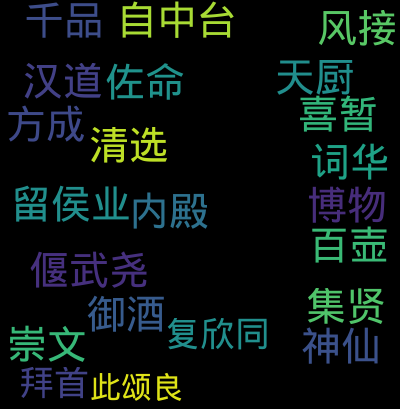 千品
自中台
风接
汉道
佐命
天厨
方成
喜暂
清选
词华
留侯业
内殿
博物
百壶
偃武尧
御酒
集贤
复欣同
崇文
神仙
拜首
此颂良